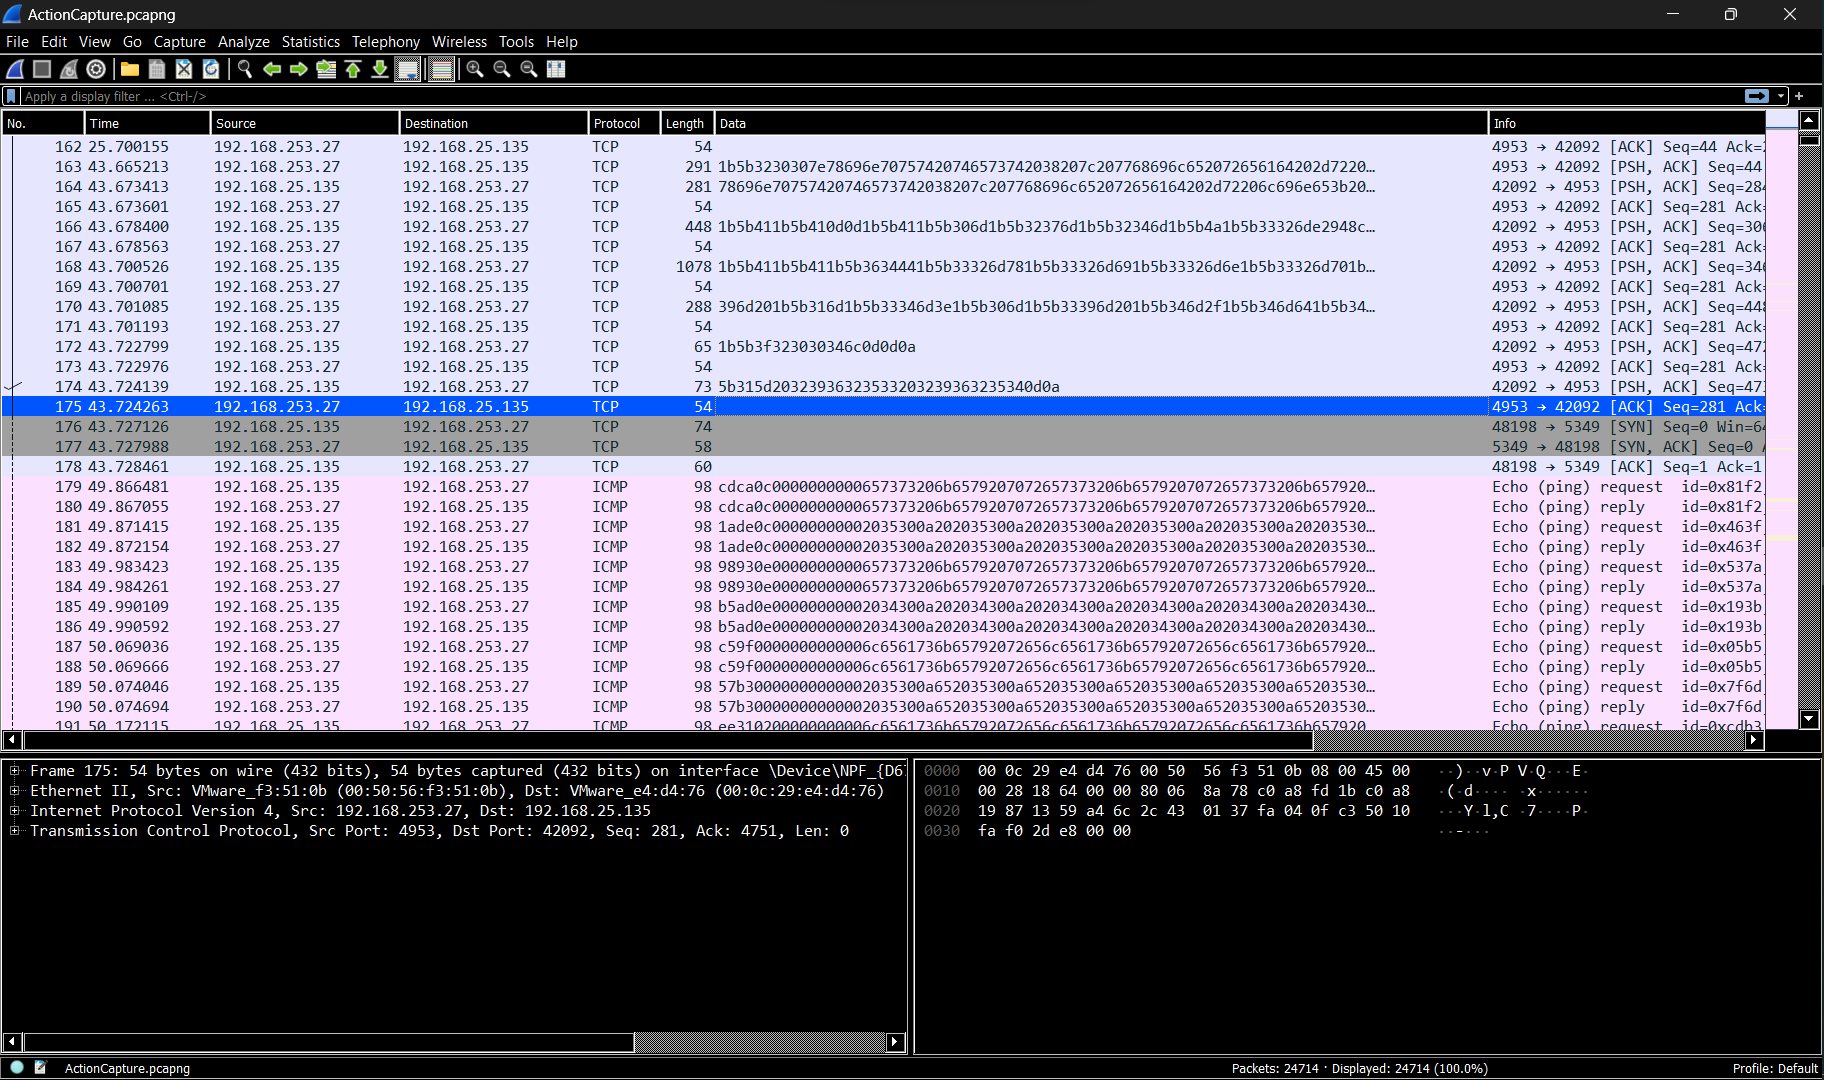 ActionCapture.pcapng
File Edit View Go Capture Analyze Statistics Telephony Wireless Tools Help
Apply a display filter ... <Ctrl-/>
No. Time Source Destination Protocol Length Data Info
162 25.700155 192.168.253.27 192.168.25.135 TCP 54 4953 → 42092 [ACK] Seq=44 Ack=2
163 43.665213 192.168.253.27 192.168.25.135 TCP 291 1b5b3230307e78696e70757420746573742038207c207768696c652072656164202d7220… 4953 → 42092 [PSH, ACK] Seq=44
164 43.673413 192.168.25.135 192.168.253.27 TCP 281 78696e70757420746573742038207c207768696c652072656164202d72206c696e653b20… 42092 → 4953 [PSH, ACK] Seq=284
165 43.673601 192.168.253.27 192.168.25.135 TCP 54 4953 → 42092 [ACK] Seq=281 Ack=
166 43.678400 192.168.25.135 192.168.253.27 TCP 448 1b5b411b5b410d0d1b5b411b5b306d1b5b32376d1b5b32346d1b5b4a1b5b33326de2948c… 42092 → 4953 [PSH, ACK] Seq=306
167 43.678563 192.168.253.27 192.168.25.135 TCP 54 4953 → 42092 [ACK] Seq=281 Ack=
168 43.700526 192.168.25.135 192.168.253.27 TCP 1078 1b5b411b5b411b5b3634441b5b33326d781b5b33326d691b5b33326d6e1b5b33326d701b… 42092 → 4953 [PSH, ACK] Seq=346
169 43.700701 192.168.253.27 192.168.25.135 TCP 54 4953 → 42092 [ACK] Seq=281 Ack=
170 43.701085 192.168.25.135 192.168.253.27 TCP 288 396d201b5b316d1b5b33346d3e1b5b306d1b5b33396d201b5b346d2f1b5b346d641b5b34… 42092 → 4953 [PSH, ACK] Seq=448
171 43.701193 192.168.253.27 192.168.25.135 TCP 54 4953 → 42092 [ACK] Seq=281 Ack=
172 43.722799 192.168.25.135 192.168.253.27 TCP 65 1b5b3f323030346c0d0d0a 42092 → 4953 [PSH, ACK] Seq=472
173 43.722976 192.168.253.27 192.168.25.135 TCP 54 4953 → 42092 [ACK] Seq=281 Ack=
174 43.724139 192.168.25.135 192.168.253.27 TCP 73 5b315d20323936323533203239363235340d0a 42092 → 4953 [PSH, ACK] Seq=473
175 43.724263 192.168.253.27 192.168.25.135 TCP 54 4953 → 42092 [ACK] Seq=281 Ack=
176 43.727126 192.168.25.135 192.168.253.27 TCP 74 48198 → 5349 [SYN] Seq=0 Win=64
177 43.727988 192.168.253.27 192.168.25.135 TCP 58 5349 → 48198 [SYN, ACK] Seq=0 A
178 43.728461 192.168.25.135 192.168.253.27 TCP 60 48198 → 5349 [ACK] Seq=1 Ack=1
179 49.866481 192.168.25.135 192.168.253.27 ICMP 98 cdca0c0000000000657373206b6579207072657373206b6579207072657373206b657920… Echo (ping) request id=0x81f2
180 49.867055 192.168.253.27 192.168.25.135 ICMP 98 cdca0c0000000000657373206b6579207072657373206b6579207072657373206b657920… Echo (ping) reply id=0x81f2
181 49.871415 192.168.25.135 192.168.253.27 ICMP 98 1ade0c00000000002035300a202035300a202035300a202035300a202035300a20203530… Echo (ping) request id=0x463f
182 49.872154 192.168.253.27 192.168.25.135 ICMP 98 1ade0c00000000002035300a202035300a202035300a202035300a202035300a20203530… Echo (ping) reply id=0x463f
183 49.983423 192.168.25.135 192.168.253.27 ICMP 98 98930e0000000000657373206b6579207072657373206b6579207072657373206b657920… Echo (ping) request id=0x537a
184 49.984261 192.168.253.27 192.168.25.135 ICMP 98 98930e0000000000657373206b6579207072657373206b6579207072657373206b657920… Echo (ping) reply id=0x537a
185 49.990109 192.168.25.135 192.168.253.27 ICMP 98 b5ad0e00000000002034300a202034300a202034300a202034300a202034300a20203430… Echo (ping) request id=0x193b
186 49.990592 192.168.253.27 192.168.25.135 ICMP 98 b5ad0e00000000002034300a202034300a202034300a202034300a202034300a20203430… Echo (ping) reply id=0x193b
187 50.069036 192.168.25.135 192.168.253.27 ICMP 98 c59f0000000000006c6561736b65792072656c6561736b65792072656c6561736b657920… Echo (ping) request id=0x05b5
188 50.069666 192.168.253.27 192.168.25.135 ICMP 98 c59f0000000000006c6561736b65792072656c6561736b65792072656c6561736b657920… Echo (ping) reply id=0x05b5
189 50.074046 192.168.25.135 192.168.253.27 ICMP 98 57b30000000000002035300a652035300a652035300a652035300a652035300a65203530… Echo (ping) request id=0x7f6d
190 50.074694 192.168.253.27 192.168.25.135 ICMP 98 57b30000000000002035300a652035300a652035300a652035300a652035300a65203530… Echo (ping) reply id=0x7f6d
191 50.172115 192.168.25.135 192.168.253.27 ICMP 98 ee310200000000006c6561736b65792072656c6561736b65792072656c6561736b657920 Echo (ping) request id=0xcdb3
Frame 175: 54 bytes on wire (432 bits), 54 bytes captured (432 bits) on interface \Device\NPF_{D6
Ethernet II, Src: VMware_f3:51:0b (00:50:56:f3:51:0b), Dst: VMware_e4:d4:76 (00:0c:29:e4:d4:76)
Internet Protocol Version 4, Src: 192.168.253.27, Dst: 192.168.25.135
Transmission Control Protocol, Src Port: 4953, Dst Port: 42092, Seq: 281, Ack: 4751, Len: 0
0000 00 0c 29 e4 d4 76 00 50 56 f3 51 0b 08 00 45 00 ··)··v·P V·Q···E·
0010 00 28 18 64 00 00 80 06 8a 78 c0 a8 fd 1b c0 a8 ·(·d···· ·x······
0020 19 87 13 59 a4 6c 2c 43 01 37 fa 04 0f c3 50 10 ···Y·l,C ·7····P·
0030 fa f0 2d e8 00 00 ··-···
ActionCapture.pcapng
Packets: 24714 · Displayed: 24714 (100.0%)
Profile: Default